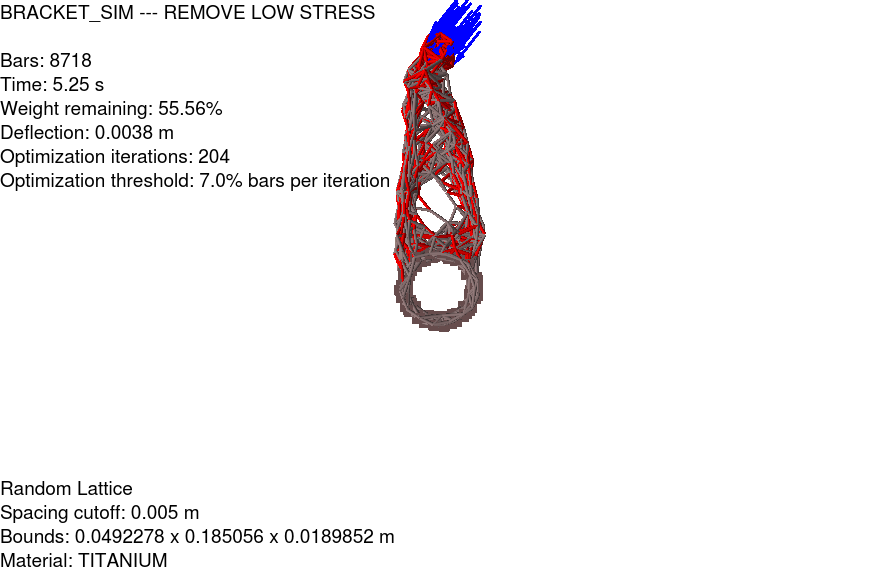 BRACKET_SIM --- REMOVE LOW STRESS
Bars: 8718
Time: 5.25 s
Weight remaining: 55.56%
Deflection: 0.0038 m
Optimization iterations: 204
Optimization threshold: 7.0% bars per iteration
Random Lattice
Spacing cutoff: 0.005 m
Bounds: 0.0492278 x 0.185056 x 0.0189852 m
Material: TITANIUM